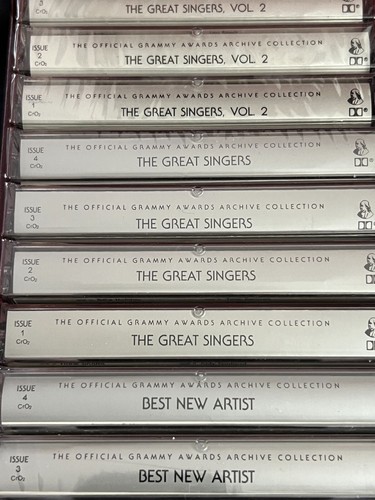 3
CrO₂
THE GREAT SINGERS, VOL. 2
ISSUE
2
CrO₂
THE OFFICIAL GRAMMY AWARDS ARCHIVE COLLECTION
THE GREAT SINGERS, VOL. 2
ISSUE
1
CrO₂
THE OFFICIAL GRAMMY AWARDS ARCHIVE COLLECTION
THE GREAT SINGERS, VOL. 2
ISSUE
4
CrO₂
THE OFFICIAL GRAMMY AWARDS ARCHIVE COLLECTION
THE GREAT SINGERS
ISSUE
3
CrO₂
THE OFFICIAL GRAMMY AWARDS ARCHIVE COLLECTION
THE GREAT SINGERS
ISSUE
2
CrO₂
THE OFFICIAL GRAMMY AWARDS ARCHIVE COLLECTION
THE GREAT SINGERS
ISSUE
1
CrO₂
THE OFFICIAL GRAMMY AWARDS ARCHIVE COLLECTION
THE GREAT SINGERS
ISSUE
4
CrO₂
THE OFFICIAL GRAMMY AWARDS ARCHIVE COLLECTION
BEST NEW ARTIST
ISSUE
3
CrO₂
THE OFFICIAL GRAMMY AWARDS ARCHIVE COLLECTION
BEST NEW ARTIST